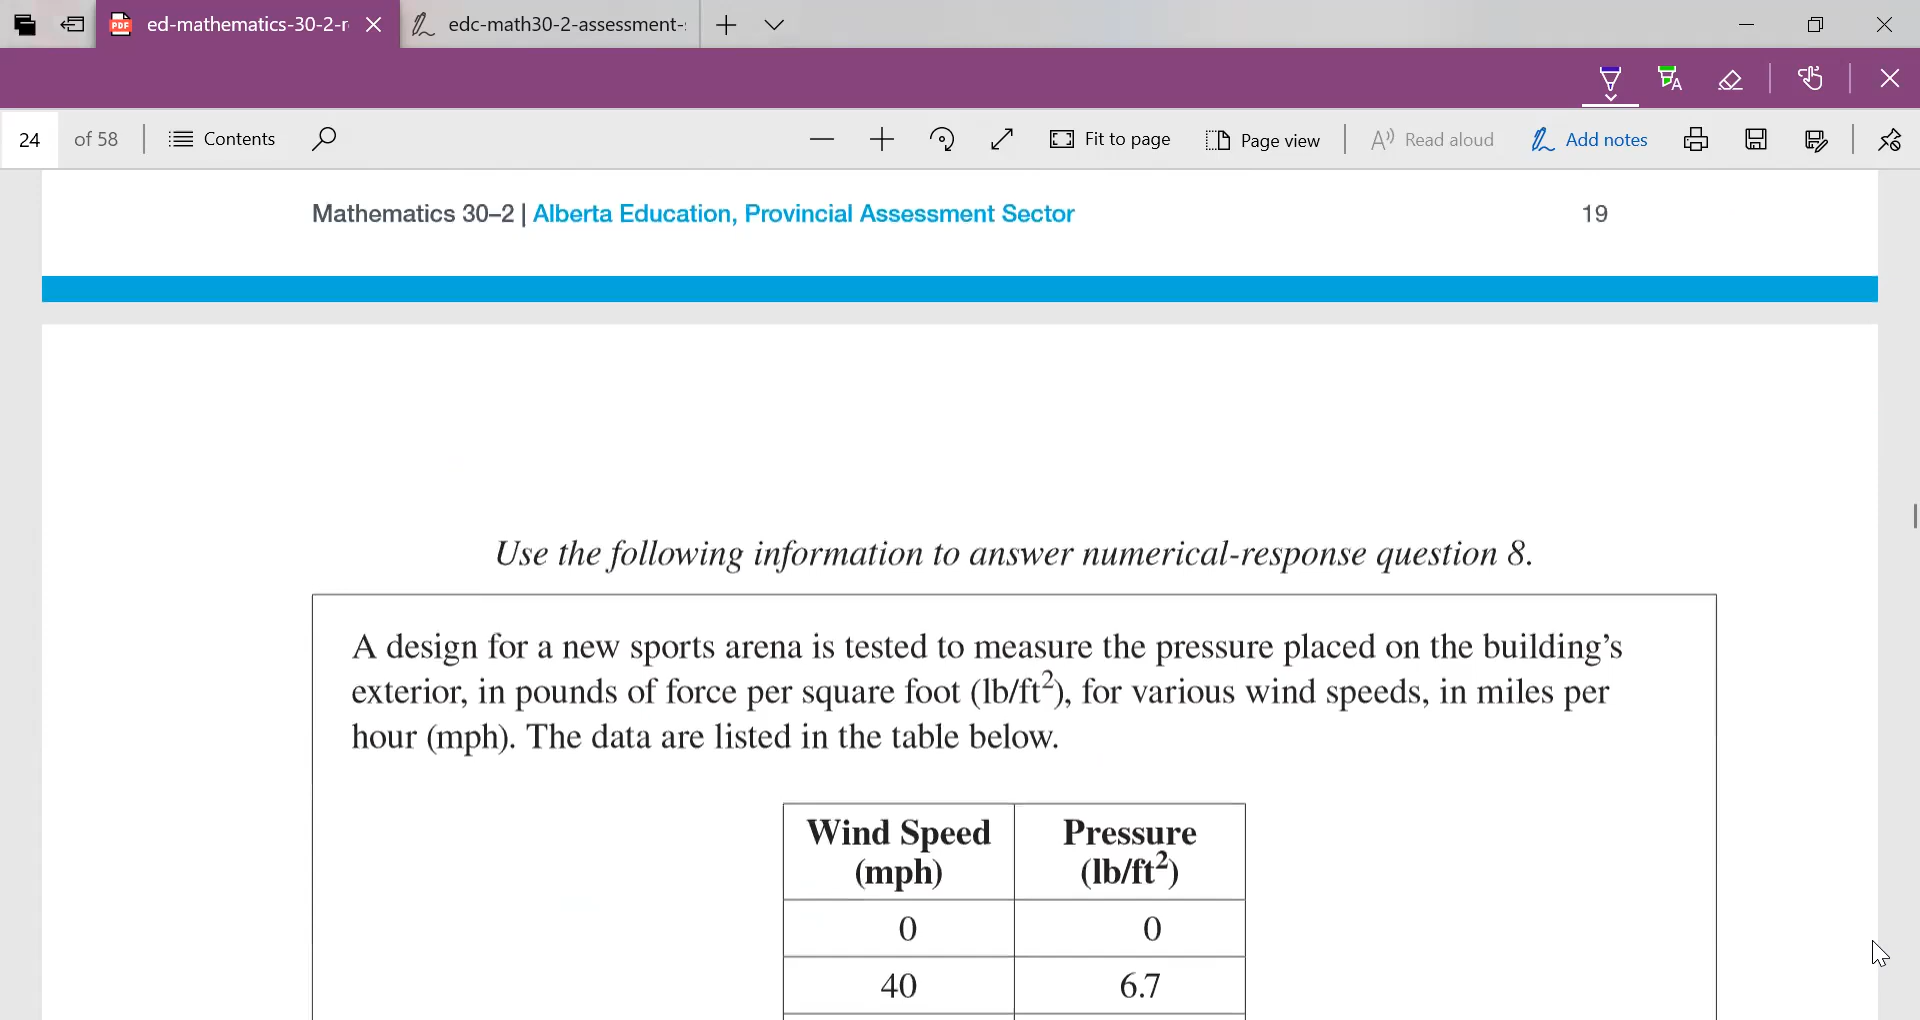 ed-mathematics-30-2-r
edc-math30-2-assessment-
24 of 58 Contents Fit to page Page view Read aloud Add notes
Mathematics 30–2 | Alberta Education, Provincial Assessment Sector 19
Use the following information to answer numerical-response question 8.
A design for a new sports arena is tested to measure the pressure placed on the building’s
exterior, in pounds of force per square foot (lb/ft²), for various wind speeds, in miles per
hour (mph). The data are listed in the table below.
Wind Speed Pressure
(mph) (lb/ft²)
0 0
40 6.7